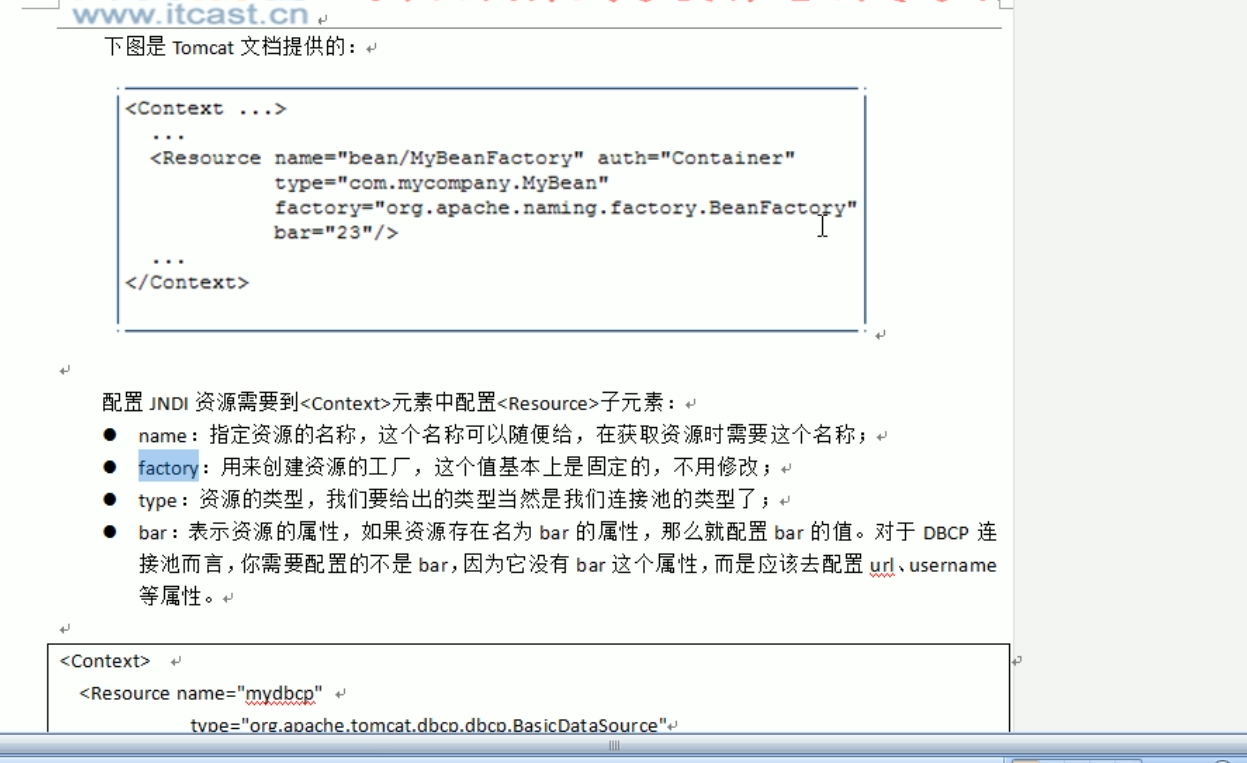 www.itcast.cn
下图是 Tomcat 文档提供的：
<Context ...>
...
<Resource name="bean/MyBeanFactory" auth="Container"
type="com.mycompany.MyBean"
factory="org.apache.naming.factory.BeanFactory"
bar="23"/>
...
</Context>
配置 JNDI 资源需要到<Context>元素中配置<Resource>子元素：
● name：指定资源的名称，这个名称可以随便给，在获取资源时需要这个名称；
● factory：用来创建资源的工厂，这个值基本上是固定的，不用修改；
● type：资源的类型，我们要给出的类型当然是我们连接池的类型了；
● bar：表示资源的属性，如果资源存在名为 bar 的属性，那么就配置 bar 的值。对于 DBCP 连
接池而言，你需要配置的不是 bar，因为它没有 bar 这个属性，而是应该去配置 url、username
等属性。
<Context>
<Resource name="mydbcp"
type="org.apache.tomcat.dbcp.dbcp.BasicDataSource"